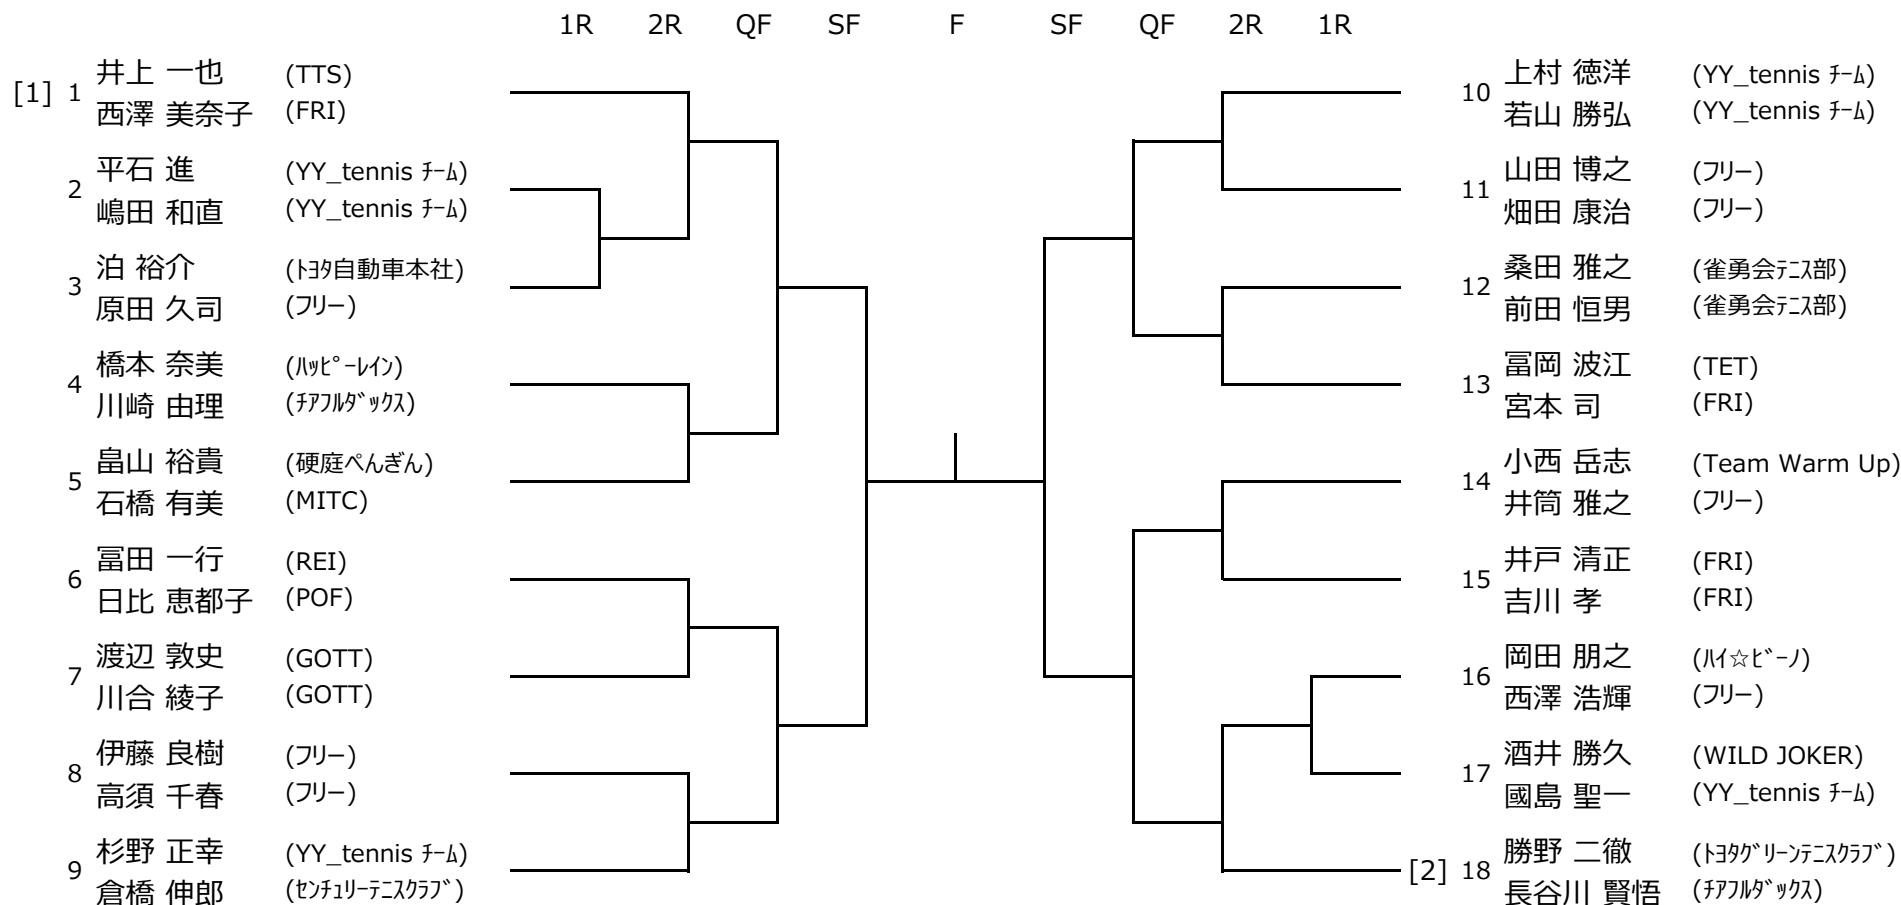 1R 2R QF SF F SF QF 2R 1R
[1] 1 井上 一也 (TTS)
西澤 美奈子 (FRI)
2 平石 進 (YY_tennis ﾁｰﾑ)
嶋田 和直 (YY_tennis ﾁｰﾑ)
3 泊 裕介 (ﾄﾖﾀ自動車本社)
原田 久司 (フリー)
4 橋本 奈美 (ﾊｯﾋﾟｰﾚｲﾝ)
川崎 由理 (ﾁｱﾌﾙﾀﾞｯｸｽ)
5 畠山 裕貴 (硬庭ぺんぎん)
石橋 有美 (MITC)
6 冨田 一行 (REI)
日比 恵都子 (POF)
7 渡辺 敦史 (GOTT)
川合 綾子 (GOTT)
8 伊藤 良樹 (フリー)
高須 千春 (フリー)
9 杉野 正幸 (YY_tennis ﾁｰﾑ)
倉橋 伸郎 (ｾﾝﾁｭﾘｰﾃﾆｽｸﾗﾌﾞ)
10 上村 徳洋 (YY_tennis ﾁｰﾑ)
若山 勝弘 (YY_tennis ﾁｰﾑ)
11 山田 博之 (フリー)
畑田 康治 (フリー)
12 桑田 雅之 (雀勇会ﾃﾆｽ部)
前田 恒男 (雀勇会ﾃﾆｽ部)
13 冨岡 波江 (TET)
宮本 司 (FRI)
14 小西 岳志 (Team Warm Up)
井筒 雅之 (フリー)
15 井戸 清正 (FRI)
吉川 孝 (FRI)
16 岡田 朋之 (ﾊｲ☆ﾋﾞｰﾉ)
西澤 浩輝 (フリー)
17 酒井 勝久 (WILD JOKER)
國島 聖一 (YY_tennis ﾁｰﾑ)
[2] 18 勝野 二徹 (ﾄﾖﾀｸﾞﾘｰﾝﾃﾆｽｸﾗﾌﾞ)
長谷川 賢悟 (ﾁｱﾌﾙﾀﾞｯｸｽ)